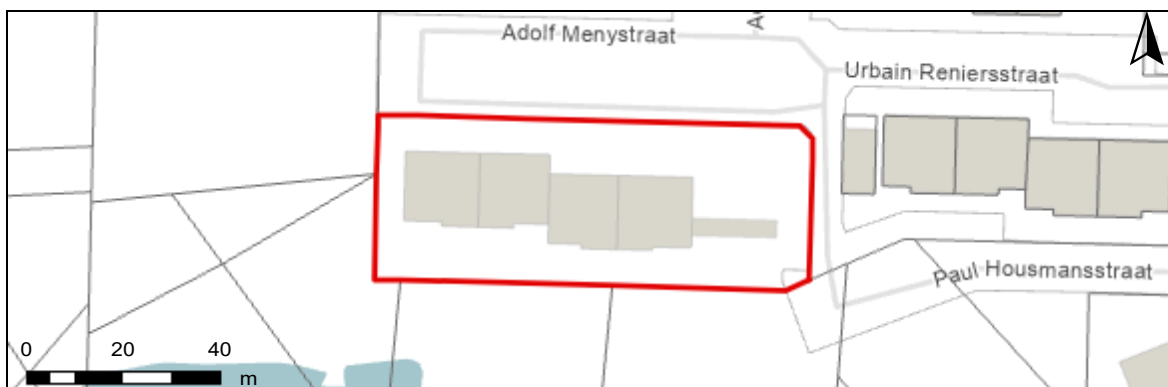 Adolf Menystraat
Urbain Reniersstraat
Paul Housmansstraat
0 20 40
m